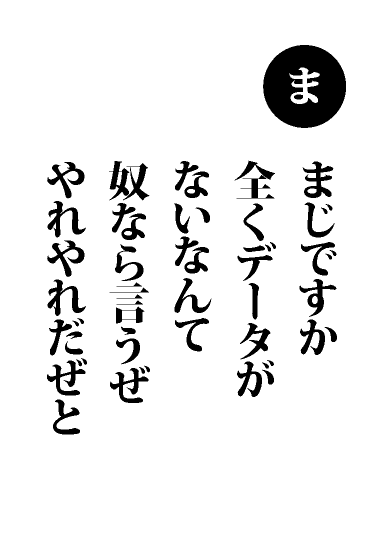 ま
まじですか
全くデータが
ないなんて
奴なら言うぜ
やれやれだぜと